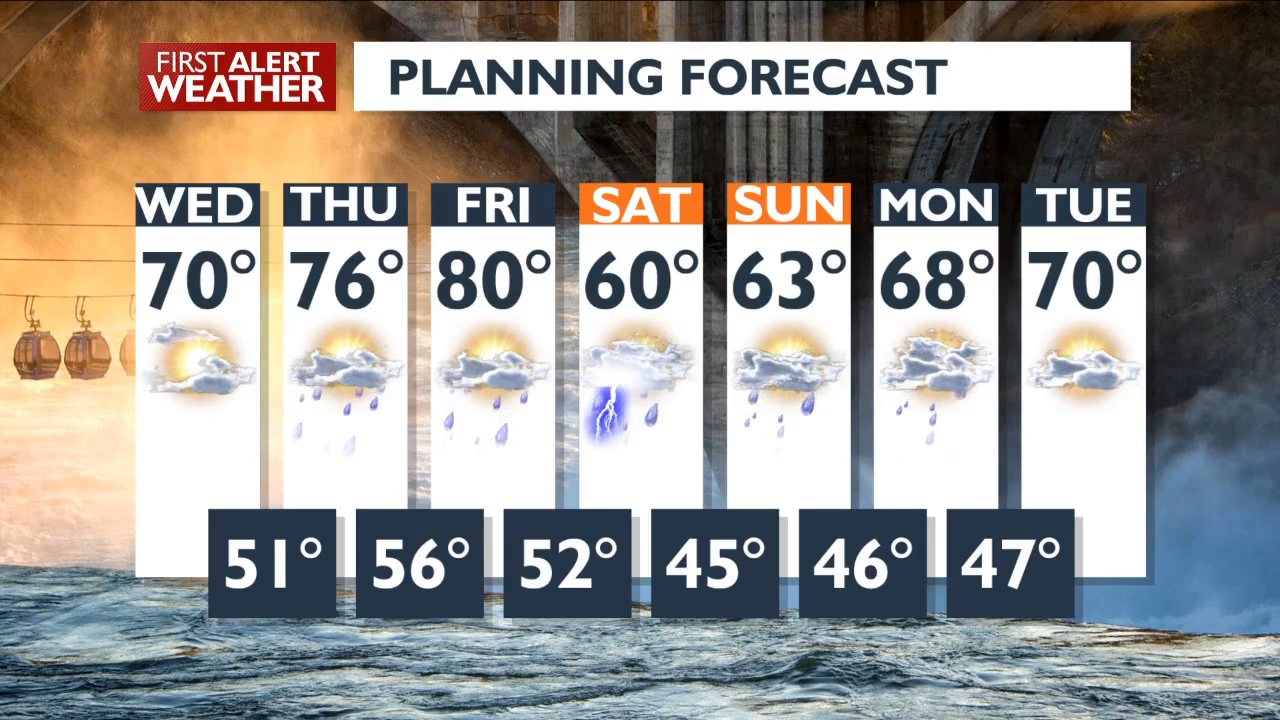 FIRST ALERT
WEATHER
PLANNING FORECAST
WED THU FRI SAT SUN MON TUE
70° 76° 80° 60° 63° 68° 70°
51° 56° 52° 45° 46° 47°